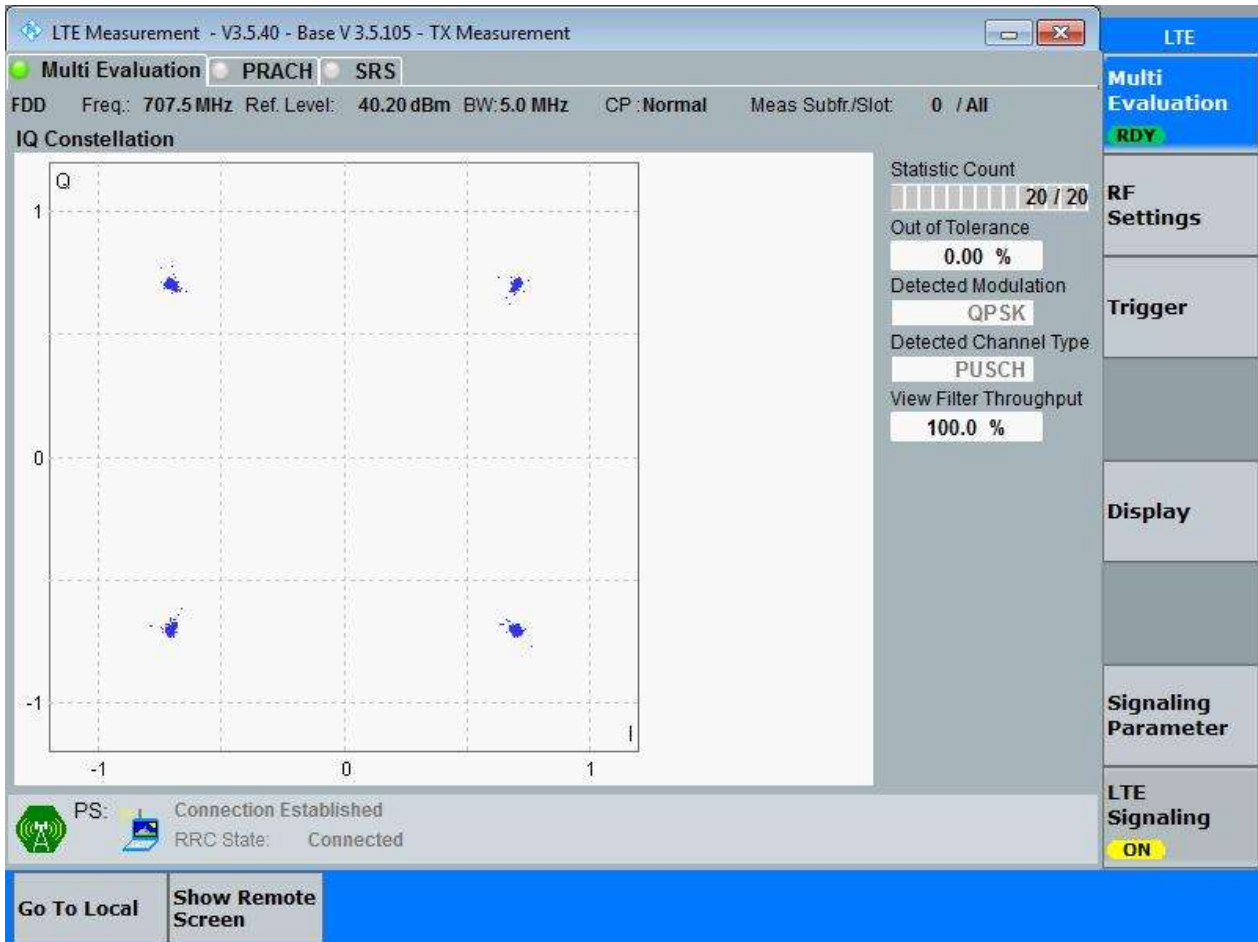 LTE Measurement - V3.5.40 - Base V 3.5.105 - TX Measurement
LTE
Multi Evaluation PRACH SRS
Multi
Evaluation
RDY
FDD Freq.: 707.5 MHz Ref. Level: 40.20 dBm BW: 5.0 MHz CP : Normal Meas Subfr./Slot: 0 / All
IQ Constellation
Q
1
0
-1
-1 0 1
I
Statistic Count
20 / 20
Out of Tolerance
0.00 %
Detected Modulation
QPSK
Detected Channel Type
PUSCH
View Filter Throughput
100.0 %
RF
Settings
Trigger
Display
Signaling
Parameter
LTE
Signaling
ON
PS: Connection Established
RRC State: Connected
Go To Local
Show Remote
Screen